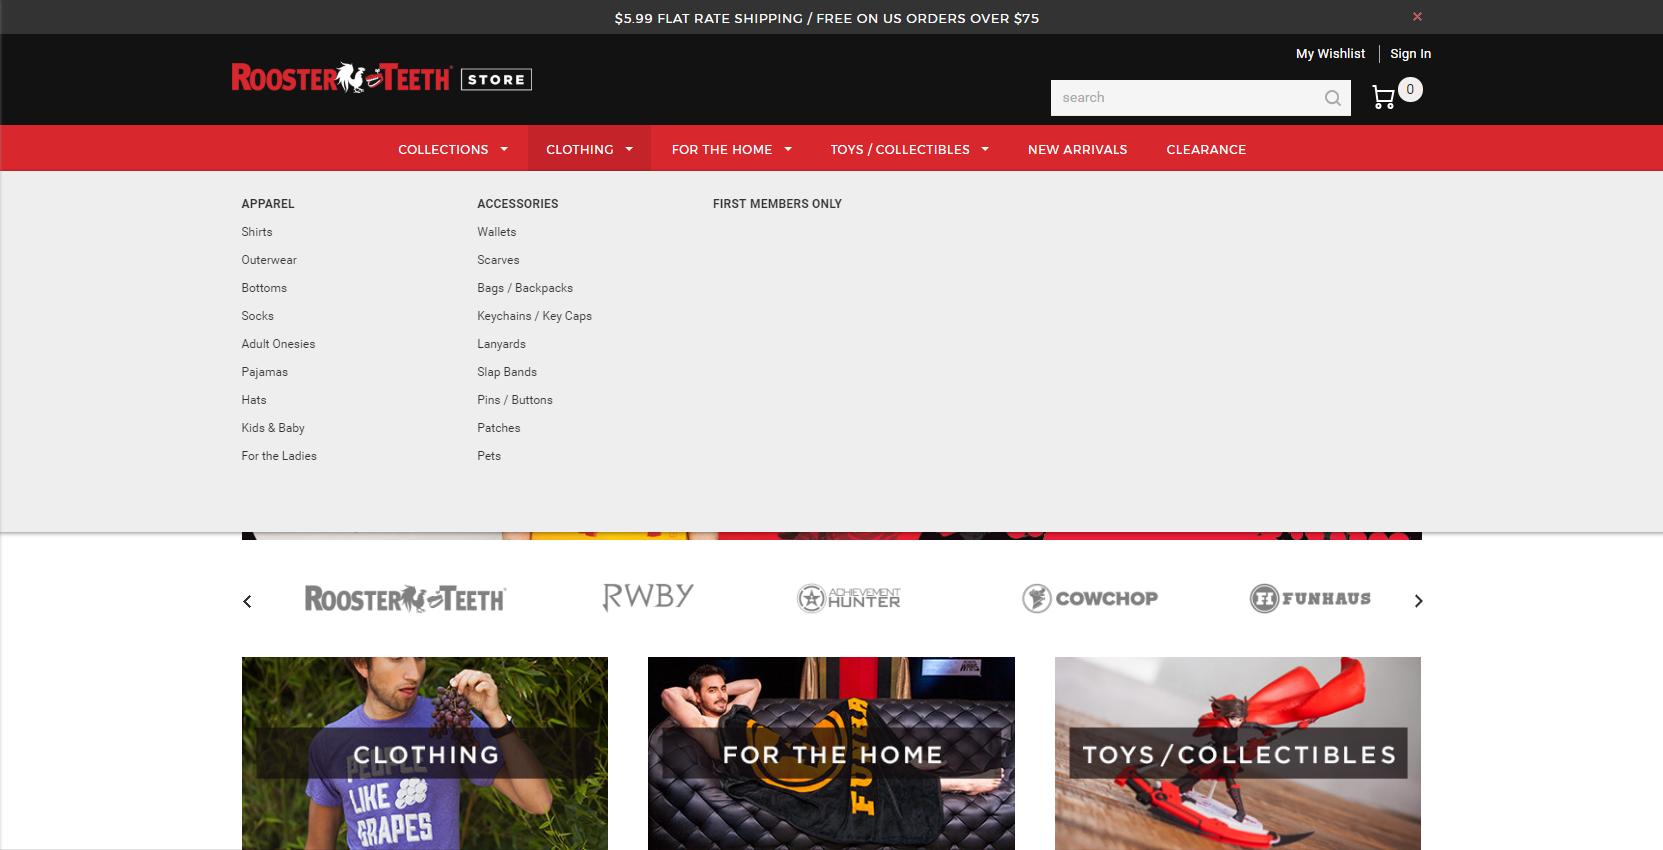 $5.99 FLAT RATE SHIPPING / FREE ON US ORDERS OVER $75
My Wishlist
Sign In
ROOSTER TEETH STORE
search
0
COLLECTIONS
CLOTHING
FOR THE HOME
TOYS / COLLECTIBLES
NEW ARRIVALS
CLEARANCE
APPAREL
Shirts
Outerwear
Bottoms
Socks
Adult Onesies
Pajamas
Hats
Kids & Baby
For the Ladies
ACCESSORIES
Wallets
Scarves
Bags / Backpacks
Keychains / Key Caps
Lanyards
Slap Bands
Pins / Buttons
Patches
Pets
FIRST MEMBERS ONLY
ROOSTER TEETH
RWBY
ACHIEVEMENT
HUNTER
COWCHOP
FUNHAUS
CLOTHING
PEOPLE
LIKE
GRAPES
FOR THE HOME
TOYS / COLLECTIBLES